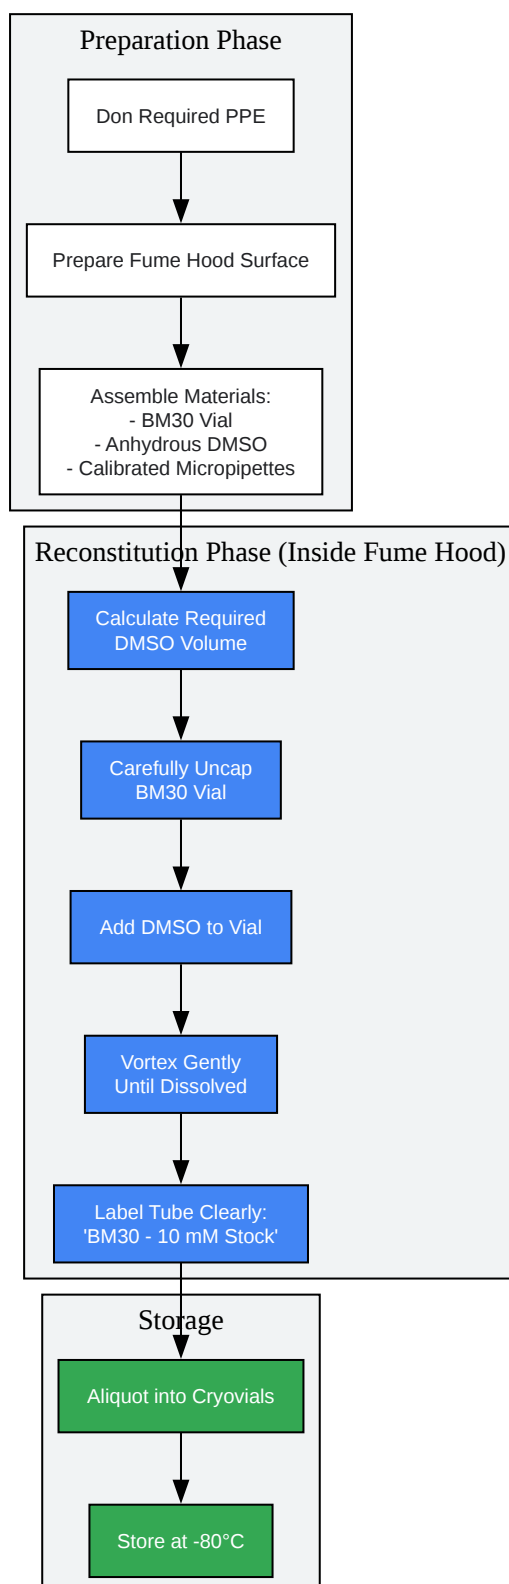 Preparation Phase
Don Required PPE
Prepare Fume Hood Surface
Assemble Materials:
- BM30 Vial
- Anhydrous DMSO
- Calibrated Micropipettes
Reconstitution Phase (Inside Fume Hood)
Calculate Required
DMSO Volume
Carefully Uncap
BM30 Vial
Add DMSO to Vial
Vortex Gently
Until Dissolved
Label Tube Clearly:
'BM30 - 10 mM Stock'
Storage
Aliquot into Cryovials
Store at -80°C